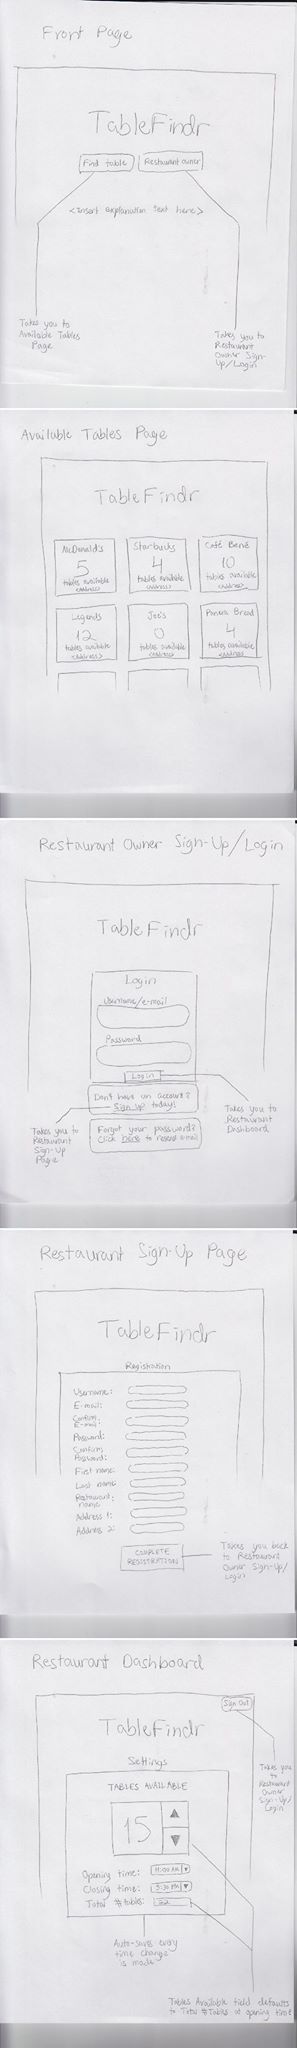 Front Page
TableFindr
Find table
Restaurant owner
<Insert explanation text here>
Takes you to
Available Tables
Page
Takes you to
Restaurant
Owner Sign-
Up/Login
Available Tables Page
TableFindr
McDonald's
5
tables available
<address>
Starbucks
4
tables available
<address>
Café Bene
10
tables available
<address>
Legends
12
tables available
<address>
Joe's
0
tables available
<address>
Panera Bread
4
tables available
<address>
Restaurant Owner Sign-Up/Login
TableFindr
Login
Username/e-mail
Password
Login
Don't have an account?
Sign-up today!
Forgot your password?
Click here to resend e-mail
Takes you to
Restaurant
Sign-Up
Page
Takes you to
Restaurant
Dashboard
Restaurant Sign-Up Page
TableFindr
Registration
Username:
E-mail:
Confirm
E-mail:
Password:
Confirm
Password:
First name:
Last name:
Restaurant
name:
Address 1:
Address 2:
COMPLETE
REGISTRATION
Takes you back
to Restaurant
Owner Sign-Up/
Login
Restaurant Dashboard
Sign Out
TableFindr
Takes
you
to
Restaurant
Owner
Sign-Up/
Login
Settings
TABLES AVAILABLE
15
Opening time: 11:00 AM
Closing time: PM
Total # tables:
Auto-saves every
time change
is made
Tables Available field defaults
to Total # Tables at opening time